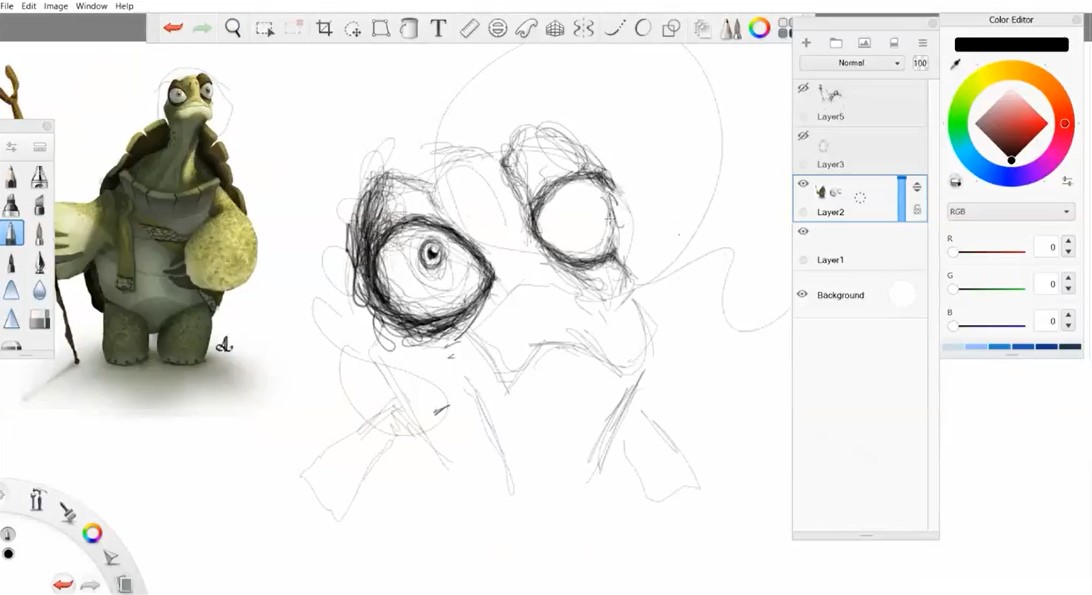 File Edit Image Window Help
T
Color Editor
Normal
100
Layer5
Layer3
Layer2
Layer1
Background
RGB
R 0
G 0
B 0